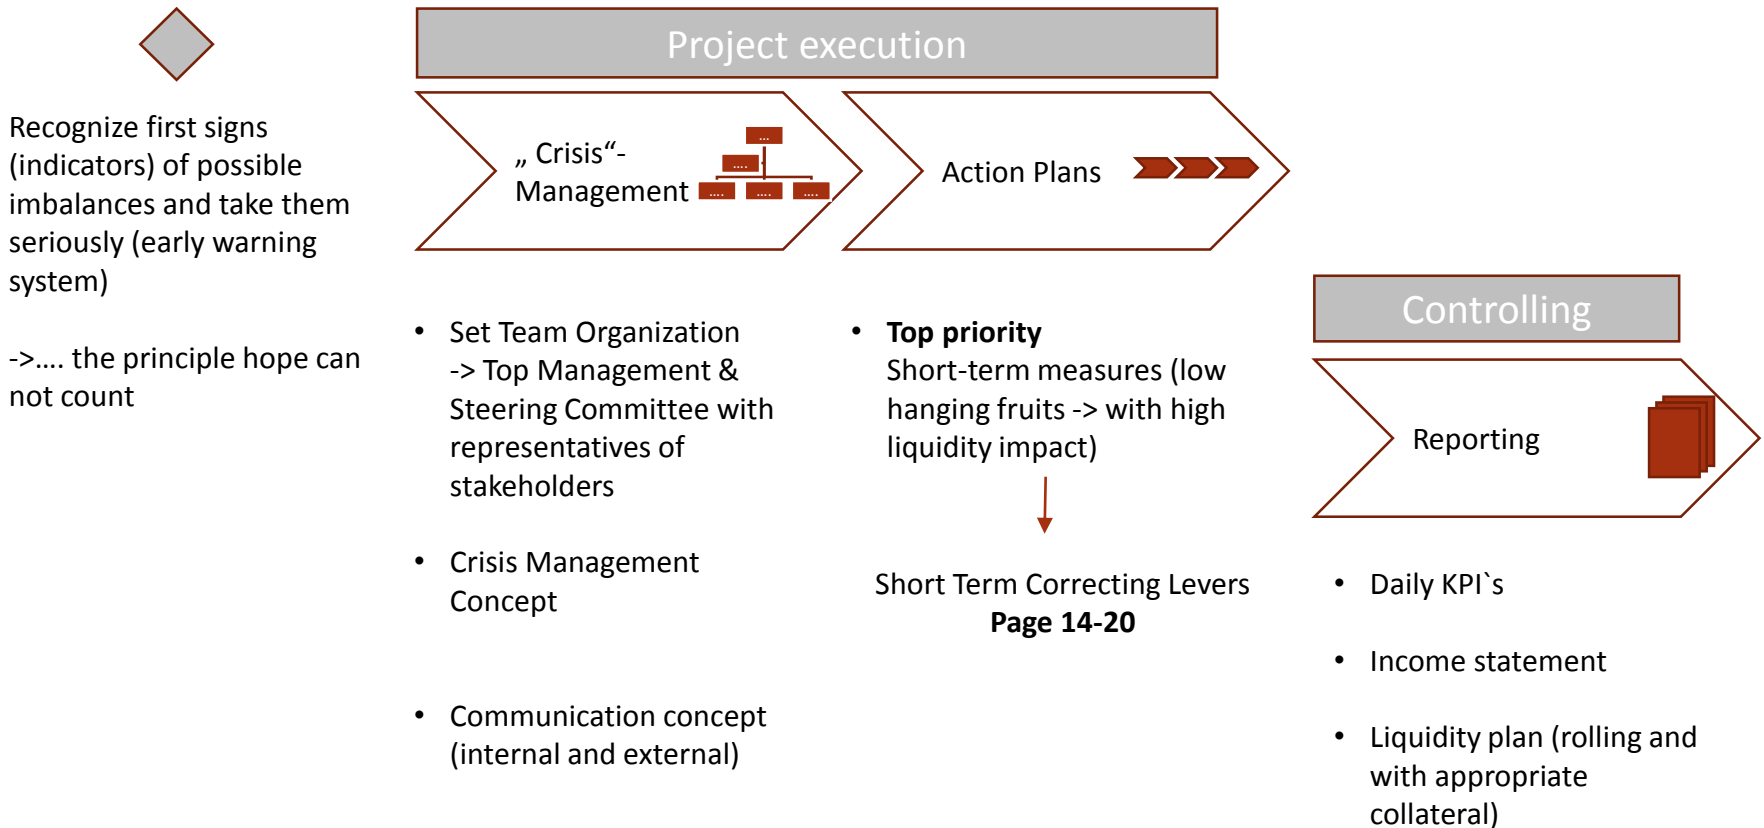 Recognize first signs
(indicators) of possible
imbalances and take them
seriously (early warning
system)
->.... the principle hope can
not count
Project execution
„ Crisis“-
Management
...
....
....
....
....
Action Plans
• Set Team Organization
-> Top Management &
Steering Committee with
representatives of
stakeholders
• Crisis Management
Concept
• Communication concept
(internal and external)
• Top priority
Short-term measures (low
hanging fruits -> with high
liquidity impact)
Short Term Correcting Levers
Page 14-20
Controlling
Reporting
• Daily KPI`s
• Income statement
• Liquidity plan (rolling and
with appropriate
collateral)